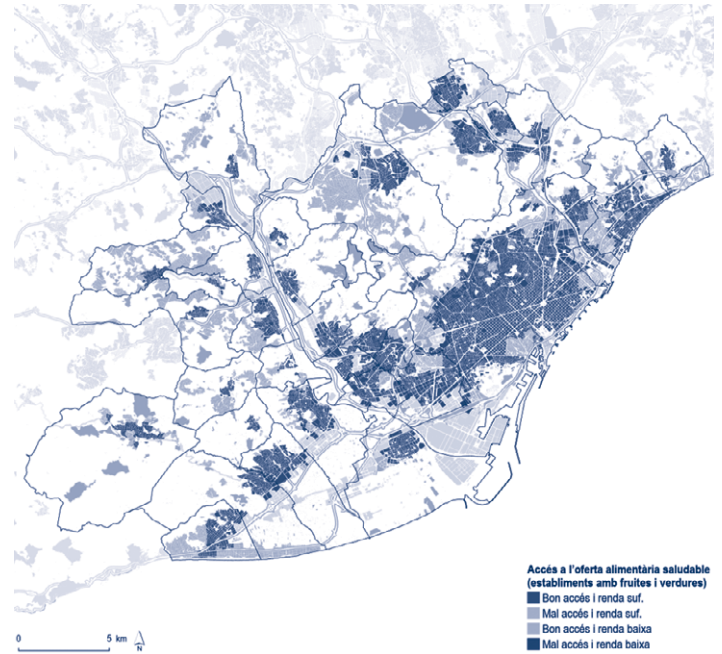 Accés a l'oferta alimentària saludable
(establiments amb fruites i verdures)
Bon accés i renda suf.
Mal accés i renda suf.
Bon accés i renda baixa
Mal accés i renda baixa
0 5 km
N